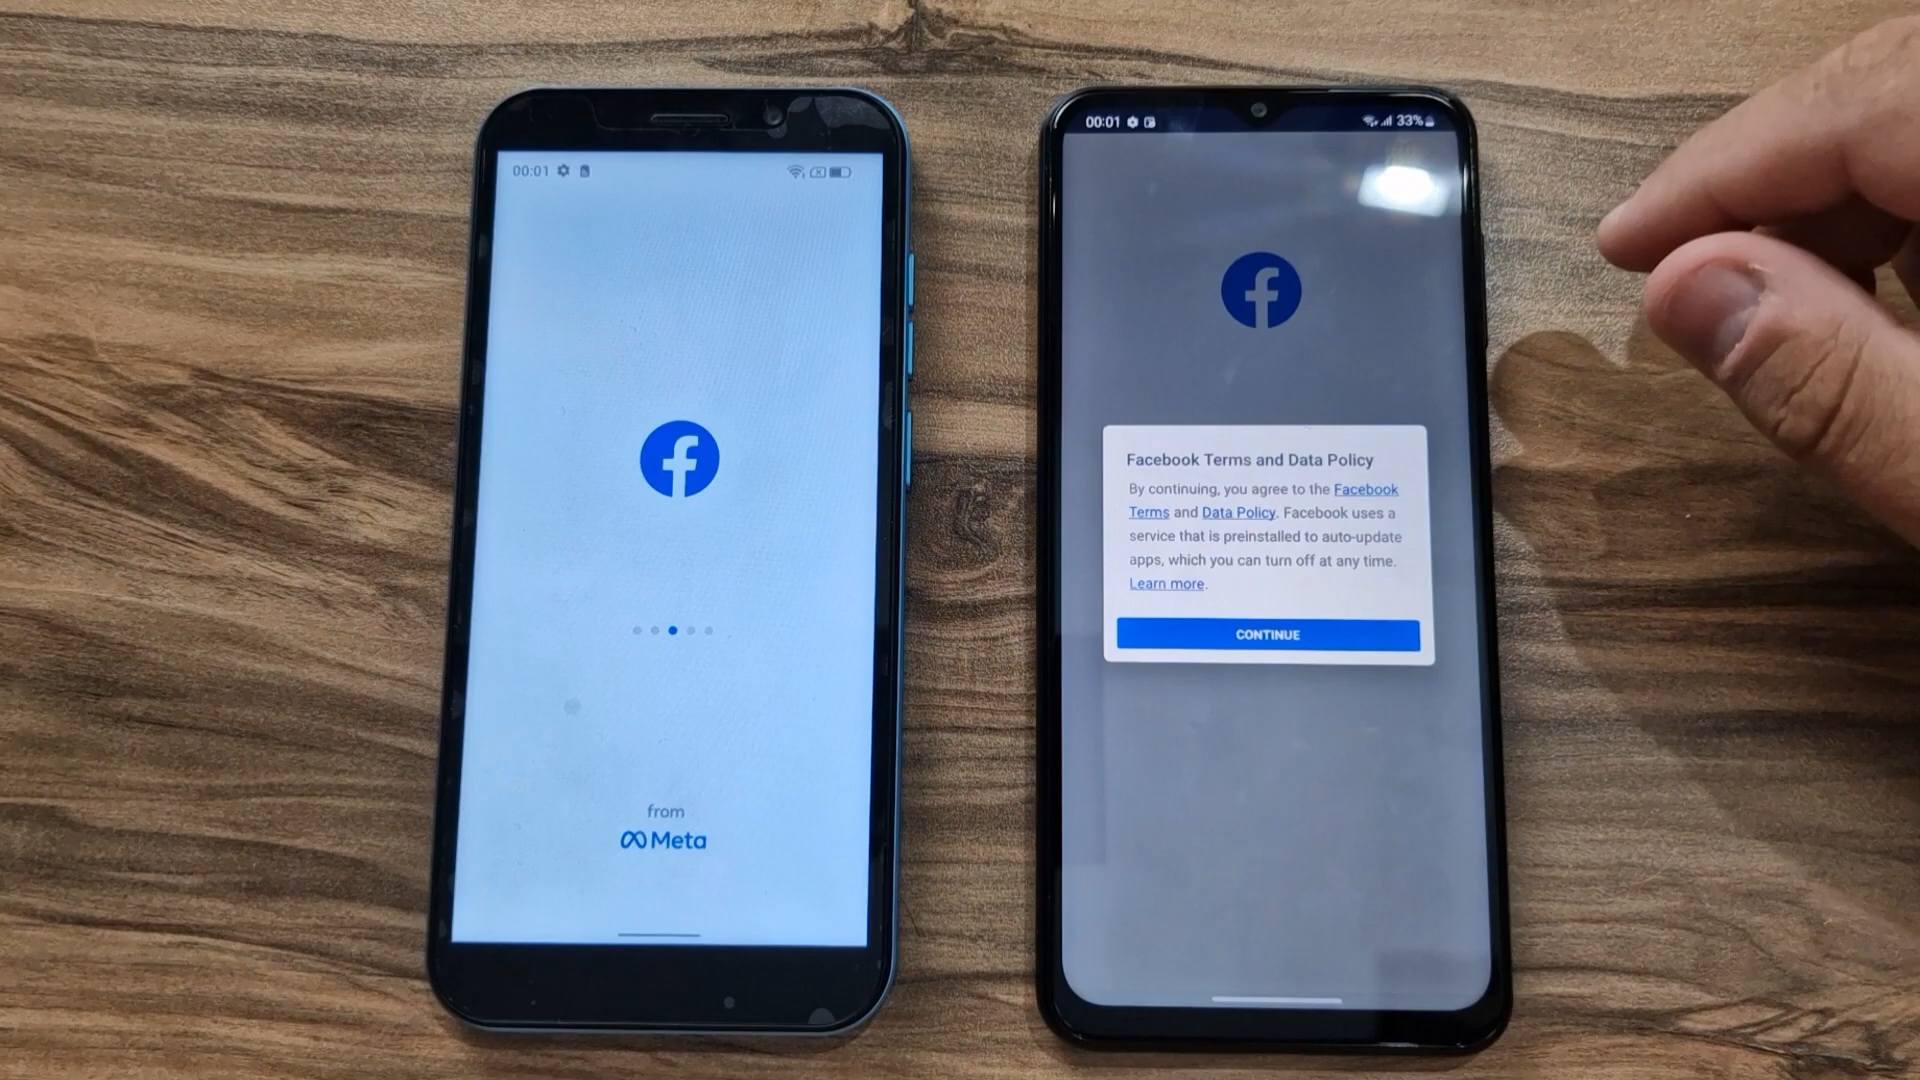 00:01
from
Meta
00:01
33%
Facebook Terms and Data Policy
By continuing, you agree to the Facebook
Terms and Data Policy. Facebook uses a
service that is preinstalled to auto-update
apps, which you can turn off at any time.
Learn more.
CONTINUE